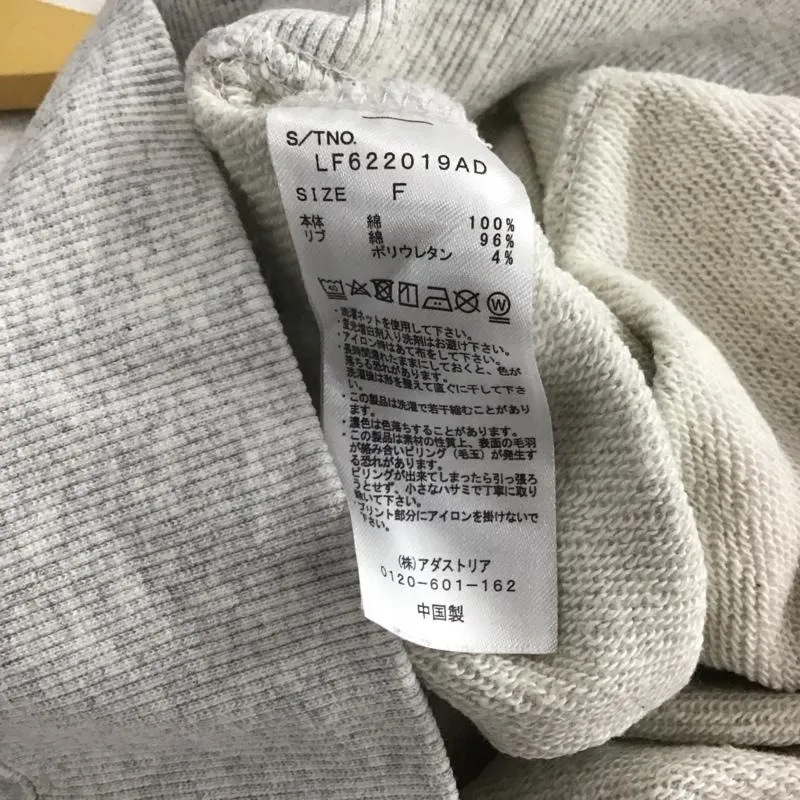 S/TNO.
LF622019AD
SIZE F
本体 綿 100%
リブ 綿 96%
ポリウレタン 4%
40
W
・洗濯ネットを使用して下さい。
・蛍光増白剤入り洗剤はお避け下さい。
・アイロン時はあて布をして下さい。
・長時間濡れたままにしておくと、色が
落ちる恐れがあります。
洗濯後は形を整えて直ぐに干して下さ
い。
・この製品は洗濯で若干縮むことがあり
ます。
・濃色は色落ちすることがあります。
・この製品は素材の性質上、表面の毛羽
が絡み合いピリング（毛玉）が発生す
る恐れがあります。
ピリングが出来てしまったら引っ張ろ
うとせず、小さなハサミで丁寧に取り
除いて下さい。
・プリント部分にアイロンを掛けないで
下さい。
（株）アダストリア
0120-601-162
中国製